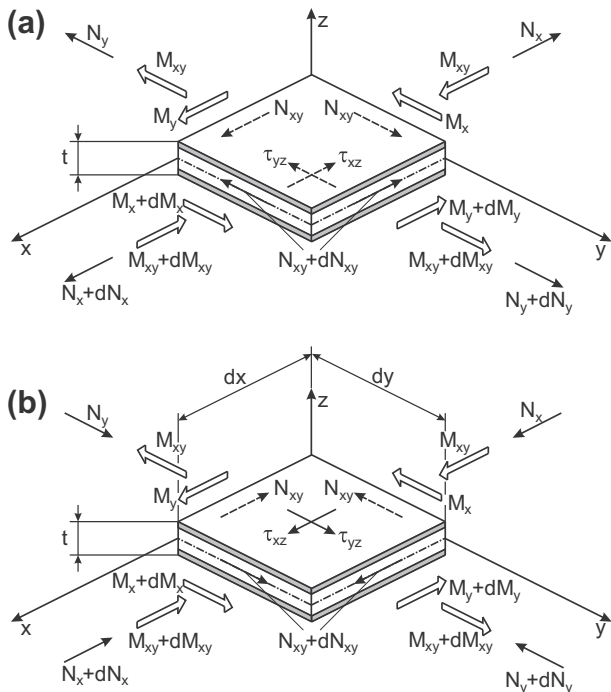 (a)
z
N_y
N_x
M_xy
M_xy
M_y
M_x
N_xy
N_xy
t
τ_yz
τ_xz
M_x+dM_x
M_y+dM_y
x
y
M_xy+dM_xy
N_xy+dN_xy
M_xy+dM_xy
N_x+dN_x
N_y+dN_y
dx
dy
(b)
z
N_y
N_x
M_xy
M_xy
M_y
M_x
N_xy
N_xy
t
τ_xz
τ_yz
M_x+dM_x
M_y+dM_y
x
y
M_xy+dM_xy
N_xy+dN_xy
M_xy+dM_xy
N_x+dN_x
N_y+dN_y